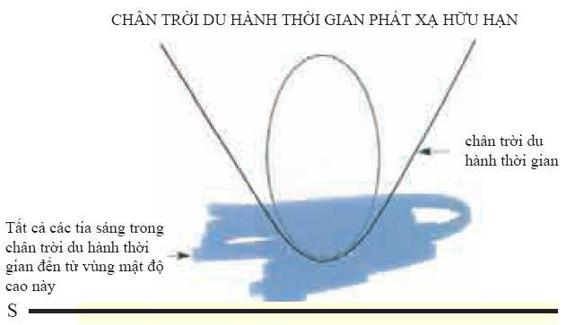 CHÂN TRỜI DU HÀNH THỜI GIAN PHÁT XẠ HỮU HẠN
chân trời du
hành thời gian
Tất cả các tia sáng trong
chân trời du hành thời
gian đến từ vùng mật độ
cao này
S